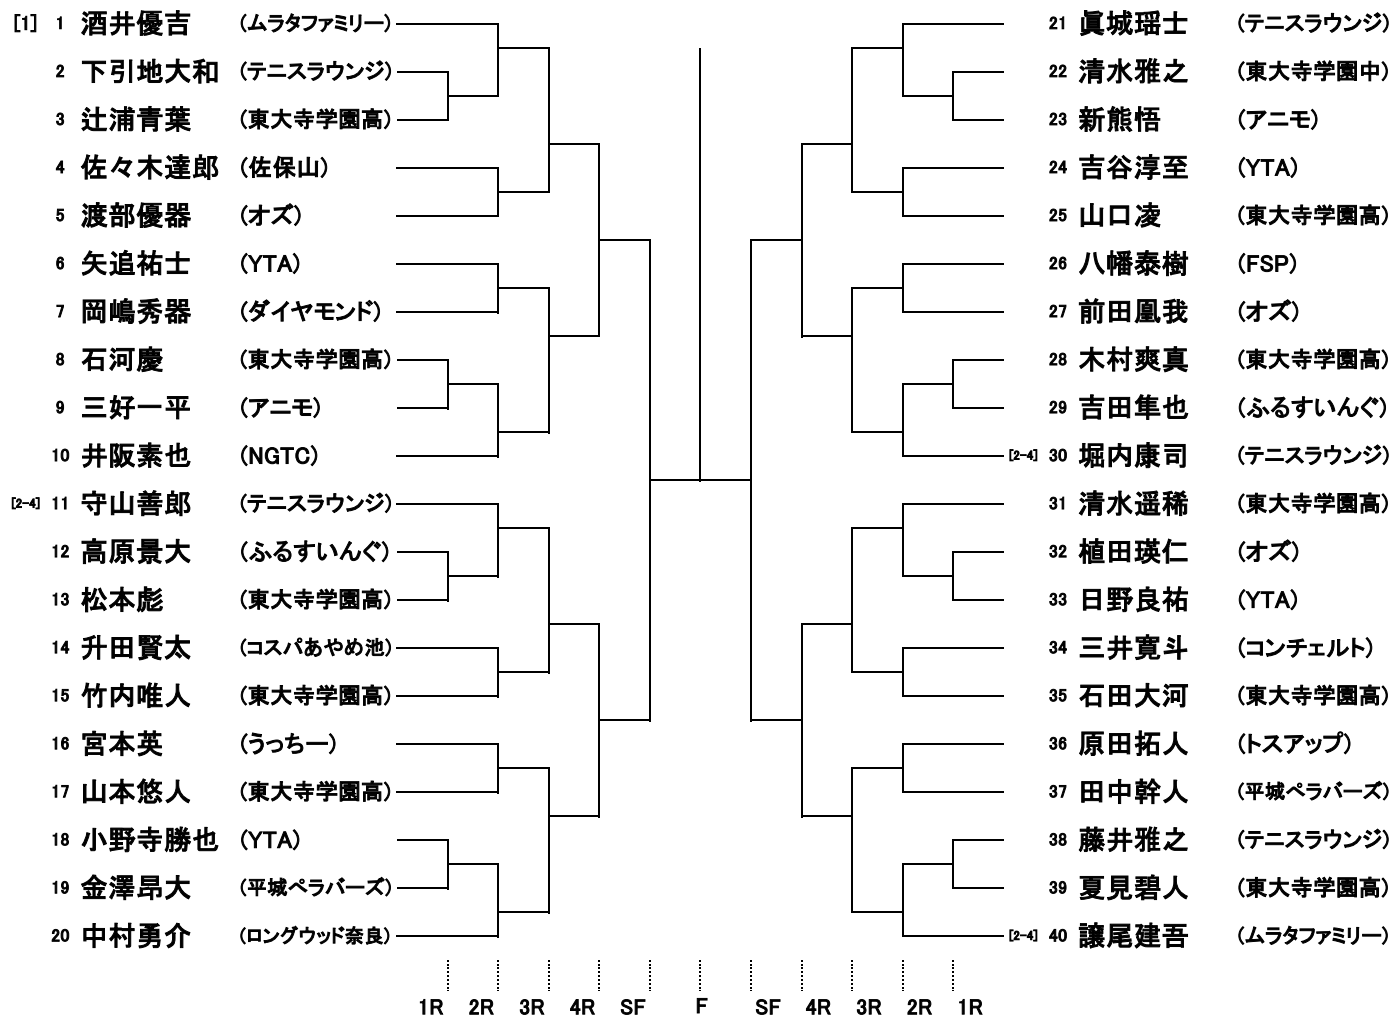 [1] 1 酒井優吉 (ムラタファミリー)
2 下引地大和 (テニスラウンジ)
3 辻浦青葉 (東大寺学園高)
4 佐々木達郎 (佐保山)
5 渡部優器 (オズ)
6 矢追祐士 (YTA)
7 岡嶋秀器 (ダイヤモンド)
8 石河慶 (東大寺学園高)
9 三好一平 (アニモ)
10 井阪素也 (NGTC)
[2-4] 11 守山善郎 (テニスラウンジ)
12 高原景大 (ふるすいんぐ)
13 松本彪 (東大寺学園高)
14 升田賢太 (コスパあやめ池)
15 竹内唯人 (東大寺学園高)
16 宮本英 (うっちー)
17 山本悠人 (東大寺学園高)
18 小野寺勝也 (YTA)
19 金澤昂大 (平城ペラバーズ)
20 中村勇介 (ロングウッド奈良)
21 眞城瑶士 (テニスラウンジ)
22 清水雅之 (東大寺学園中)
23 新熊悟 (アニモ)
24 吉谷淳至 (YTA)
25 山口凌 (東大寺学園高)
26 八幡泰樹 (FSP)
27 前田凰我 (オズ)
28 木村爽真 (東大寺学園高)
29 吉田隼也 (ふるすいんぐ)
[2-4] 30 堀内康司 (テニスラウンジ)
31 清水遥稀 (東大寺学園高)
32 植田瑛仁 (オズ)
33 日野良祐 (YTA)
34 三井寛斗 (コンチェルト)
35 石田大河 (東大寺学園高)
36 原田拓人 (トスアップ)
37 田中幹人 (平城ペラバーズ)
38 藤井雅之 (テニスラウンジ)
39 夏見碧人 (東大寺学園高)
[2-4] 40 譲尾建吾 (ムラタファミリー)
1R 2R 3R 4R SF F SF 4R 3R 2R 1R